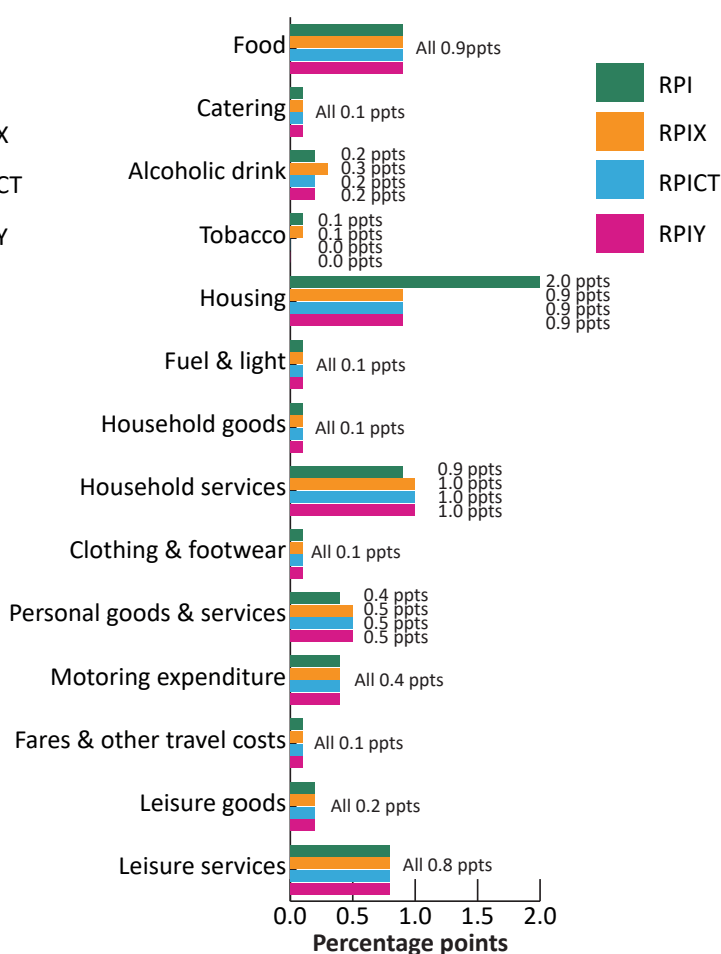 Food
All 0.9ppts
Catering
All 0.1 ppts
Alcoholic drink
0.2 ppts
0.3 ppts
0.2 ppts
0.2 ppts
Tobacco
0.1 ppts
0.1 ppts
0.0 ppts
0.0 ppts
Housing
2.0 ppts
0.9 ppts
0.9 ppts
0.9 ppts
Fuel & light
All 0.1 ppts
Household goods
All 0.1 ppts
Household services
0.9 ppts
1.0 ppts
1.0 ppts
1.0 ppts
Clothing & footwear
All 0.1 ppts
Personal goods & services
0.4 ppts
0.5 ppts
0.5 ppts
0.5 ppts
Motoring expenditure
All 0.4 ppts
Fares & other travel costs
All 0.1 ppts
Leisure goods
All 0.2 ppts
Leisure services
All 0.8 ppts
0.0 0.5 1.0 1.5 2.0
Percentage points
RPI
RPIX
RPICT
RPIY
X
CT
Y